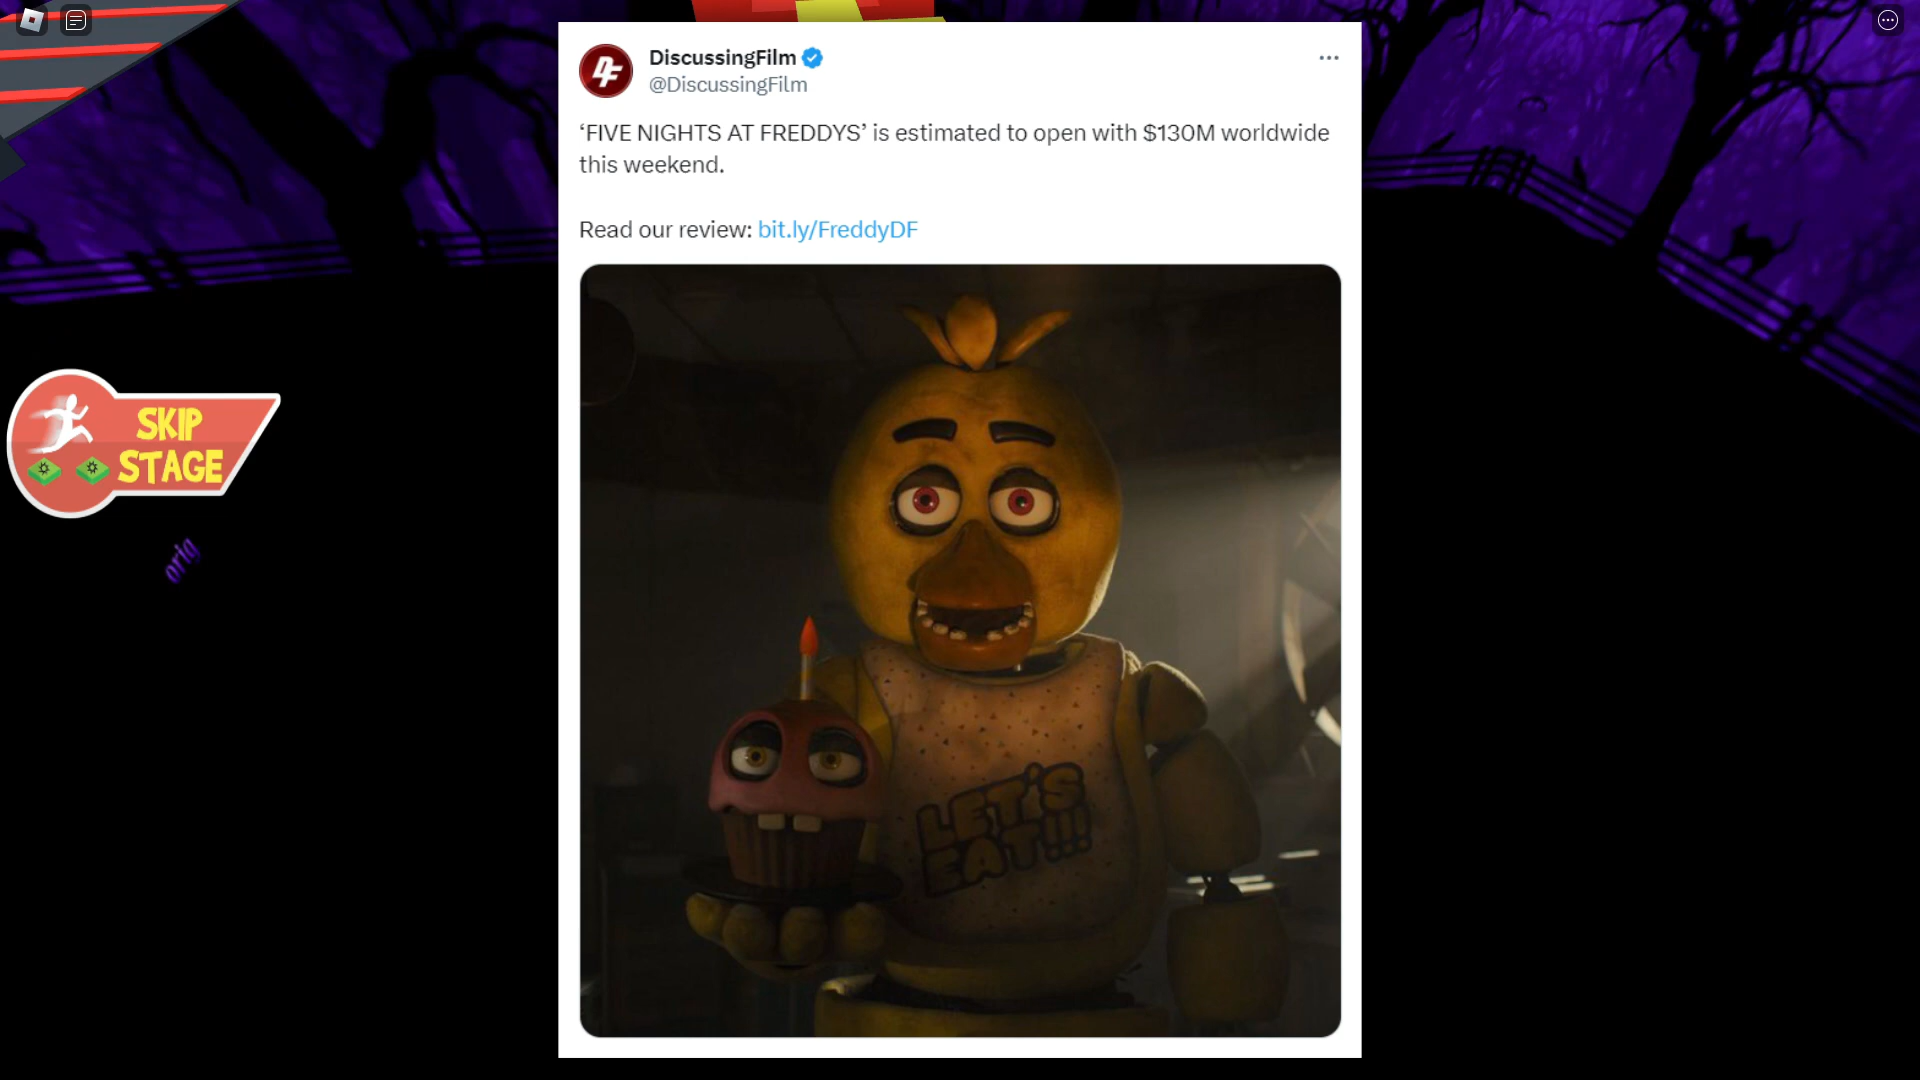 DiscussingFilm
@DiscussingFilm
‘FIVE NIGHTS AT FREDDYS’ is estimated to open with $130M worldwide
this weekend.
Read our review: bit.ly/FreddyDF
SKIP
STAGE
orig
LET'S
EAT!!!